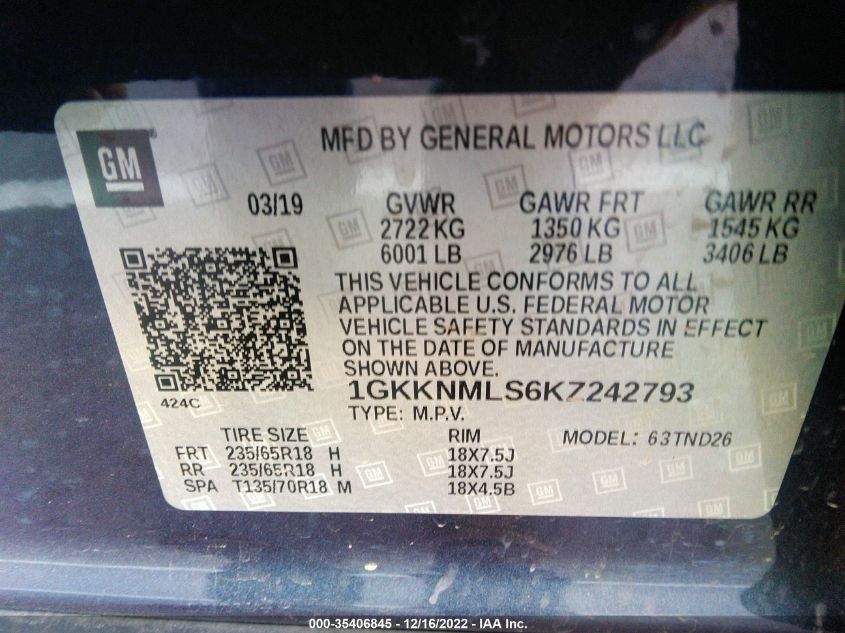 GM
MFD BY GENERAL MOTORS LLC
03/19 GVWR GAWR FRT GAWR RR
2722 KG 1350 KG 1545 KG
6001 LB 2976 LB 3406 LB
THIS VEHICLE CONFORMS TO ALL
APPLICABLE U.S. FEDERAL MOTOR
VEHICLE SAFETY STANDARDS IN EFFECT
ON THE DATE OF MANUFACTURE
SHOWN ABOVE.
424C
1GKKNMLS6KZ242793
TYPE: M.P.V.
TIRE SIZE RIM MODEL: 63TND26
FRT 235/65R18 H 18X7.5J
RR 235/65R18 H 18X7.5J
SPA T135/70R18 M 18X4.5B
000-35406845 - 12/16/2022 - IAA Inc.